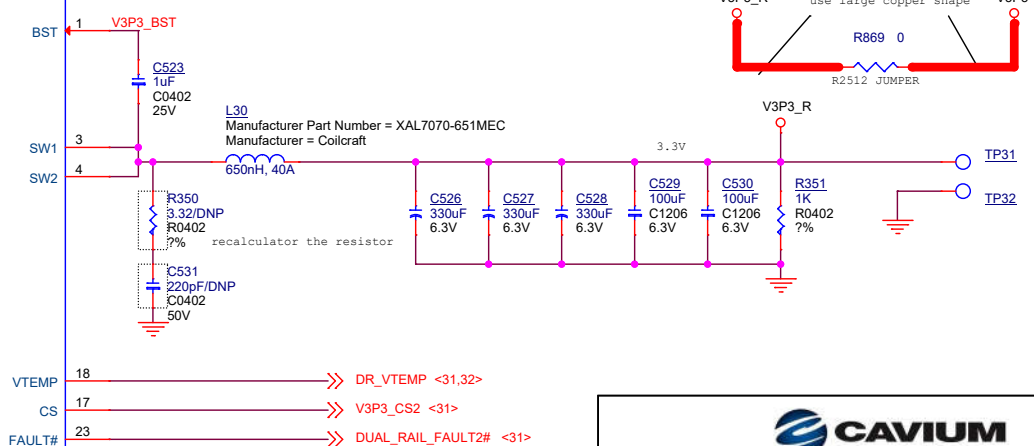 V3P3_R
use large copper shape
V3P3
R869 0
R2512 JUMPER
BST 1 V3P3_BST
C523
1uF
C0402
25V
L30
Manufacturer Part Number = XAL7070-651MEC
Manufacturer = Coilcraft
650nH, 40A
SW1 3
SW2 4
V3P3_R
3.3V
TP31
TP32
R350
3.32/DNP
R0402
?%
recalculator the resistor
C531
220pF/DNP
C0402
50V
C526
330uF
6.3V
C527
330uF
6.3V
C528
330uF
6.3V
C529
100uF
C1206
6.3V
C530
100uF
C1206
6.3V
R351
1K
R0402
?%
VTEMP 18 DR_VTEMP <31,32>
CS 17 V3P3_CS2 <31>
FAULT# 23 DUAL_RAIL_FAULT2# <31>
CAVIUM